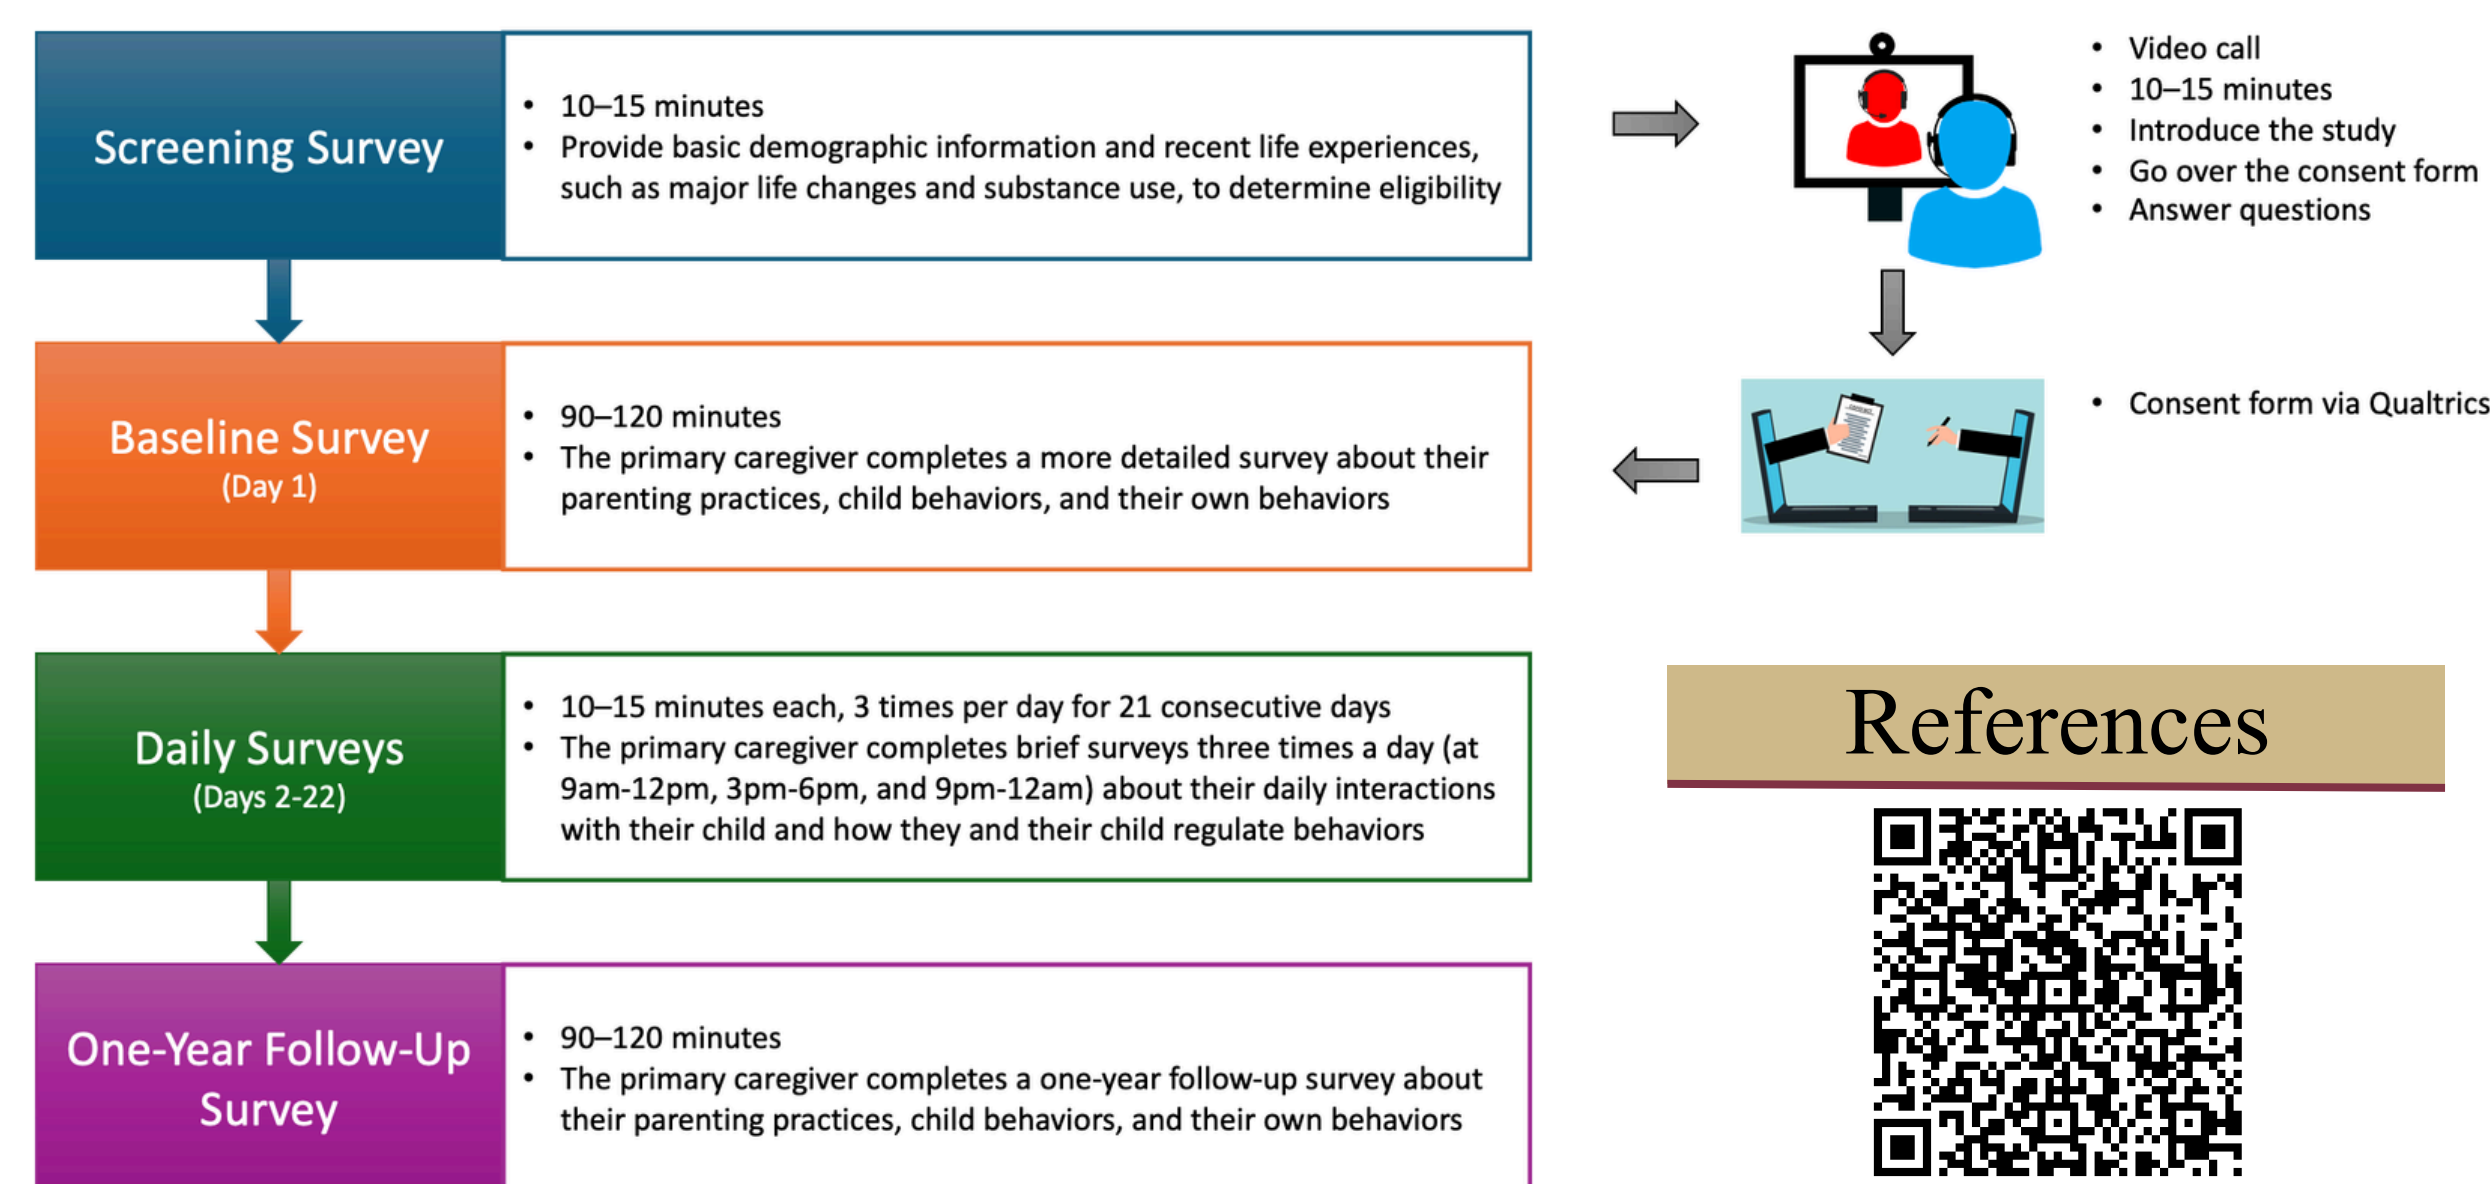 Screening Survey
• 10–15 minutes
• Provide basic demographic information and recent life experiences,
such as major life changes and substance use, to determine eligibility
• Video call
• 10–15 minutes
• Introduce the study
• Go over the consent form
• Answer questions
Baseline Survey
(Day 1)
• 90–120 minutes
• The primary caregiver completes a more detailed survey about their
parenting practices, child behaviors, and their own behaviors
• Consent form via Qualtrics
Daily Surveys
(Days 2-22)
• 10–15 minutes each, 3 times per day for 21 consecutive days
• The primary caregiver completes brief surveys three times a day (at
9am-12pm, 3pm-6pm, and 9pm-12am) about their daily interactions
with their child and how they and their child regulate behaviors
One-Year Follow-Up
Survey
• 90–120 minutes
• The primary caregiver completes a one-year follow-up survey about
their parenting practices, child behaviors, and their own behaviors
References